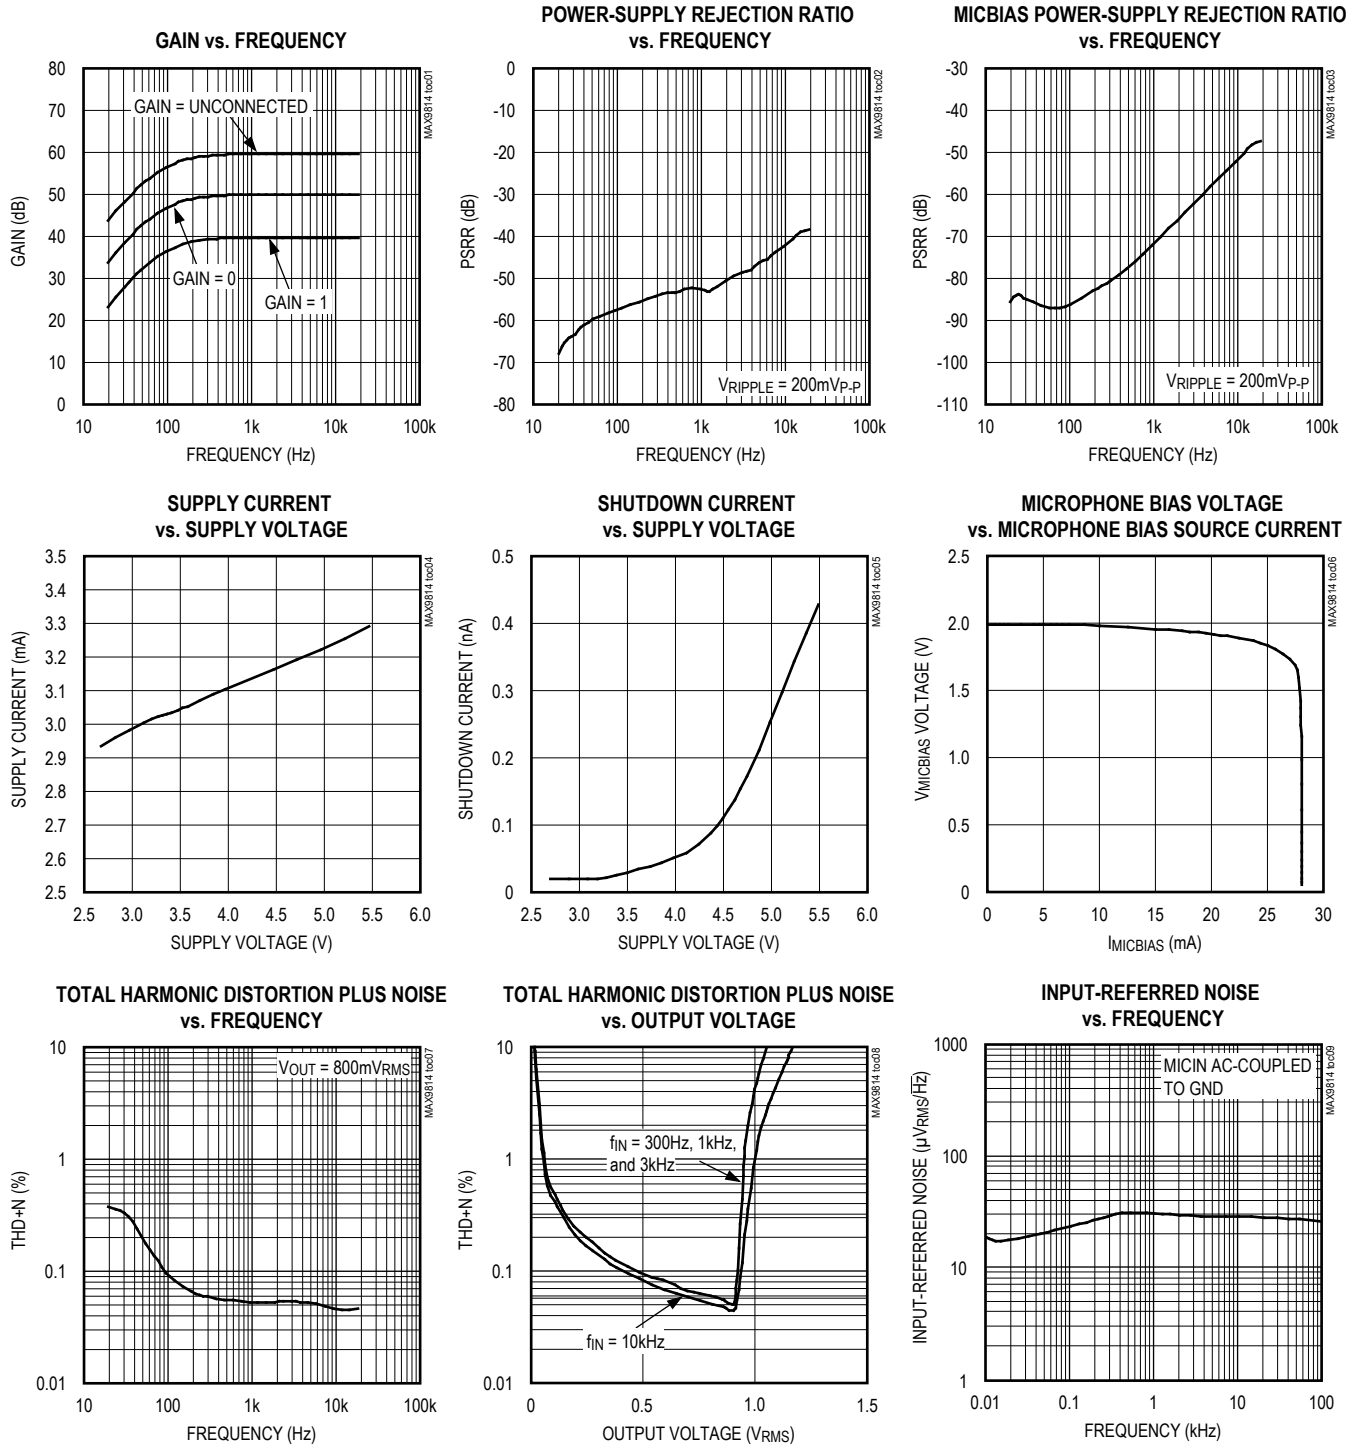 GAIN vs. FREQUENCY
80
70
60
50
40
30
20
10
0
GAIN (dB)
GAIN = UNCONNECTED
GAIN = 0
GAIN = 1
10
100
1k
10k
100k
FREQUENCY (Hz)
MAX9814 toc01
POWER-SUPPLY REJECTION RATIO
vs. FREQUENCY
0
-10
-20
-30
-40
-50
-60
-70
-80
PSRR (dB)
VRIPPLE = 200mVP-P
10
100
1k
10k
100k
FREQUENCY (Hz)
MAX9814 toc02
MICBIAS POWER-SUPPLY REJECTION RATIO
vs. FREQUENCY
-30
-40
-50
-60
-70
-80
-90
-100
-110
PSRR (dB)
VRIPPLE = 200mVP-P
10
100
1k
10k
100k
FREQUENCY (Hz)
MAX9814 toc03
SUPPLY CURRENT
vs. SUPPLY VOLTAGE
3.5
3.4
3.3
3.2
3.1
3.0
2.9
2.8
2.7
2.6
2.5
SUPPLY CURRENT (mA)
2.5
3.0
3.5
4.0
4.5
5.0
5.5
6.0
SUPPLY VOLTAGE (V)
MAX9814 toc04
SHUTDOWN CURRENT
vs. SUPPLY VOLTAGE
0.5
0.4
0.3
0.2
0.1
0
SHUTDOWN CURRENT (nA)
2.5
3.0
3.5
4.0
4.5
5.0
5.5
6.0
SUPPLY VOLTAGE (V)
MAX9814 toc05
MICROPHONE BIAS VOLTAGE
vs. MICROPHONE BIAS SOURCE CURRENT
2.5
2.0
1.5
1.0
0.5
0
VMICBIAS VOLTAGE (V)
0
5
10
15
20
25
30
IMICBIAS (mA)
MAX9814 toc06
TOTAL HARMONIC DISTORTION PLUS NOISE
vs. FREQUENCY
10
1
0.1
0.01
THD+N (%)
VOUT = 800mVRMS
10
100
1k
10k
100k
FREQUENCY (Hz)
MAX9814 toc07
TOTAL HARMONIC DISTORTION PLUS NOISE
vs. OUTPUT VOLTAGE
10
1
0.1
0.01
THD+N (%)
fIN = 300Hz, 1kHz,
and 3kHz
fIN = 10kHz
0
0.5
1.0
1.5
OUTPUT VOLTAGE (VRMS)
MAX9814 toc08
INPUT-REFERRED NOISE
vs. FREQUENCY
1000
100
10
1
INPUT-REFERRED NOISE (µVRMS/Hz)
MICIN AC-COUPLED
TO GND
0.01
0.1
1
10
100
FREQUENCY (kHz)
MAX9814 toc09